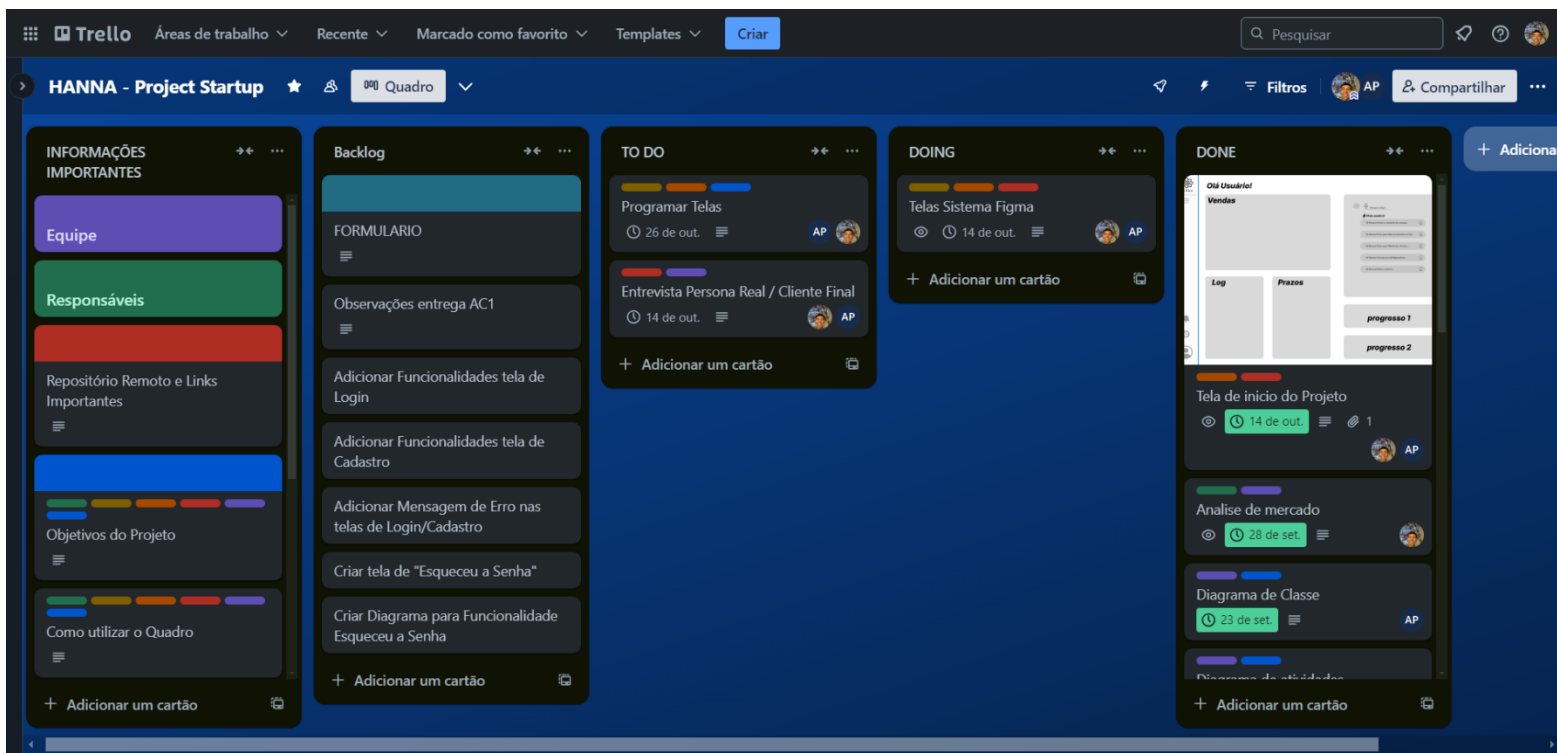 Trello
Áreas de trabalho
Recente
Marcado como favorito
Templates
Criar
Pesquisar
HANNA - Project Startup
Quadro
Filtros
AP
Compartilhar
INFORMAÇÕES
IMPORTANTES
Equipe
Responsáveis
Repositório Remoto e Links
Importantes
Objetivos do Projeto
Como utilizar o Quadro
+ Adicionar um cartão
Backlog
FORMULARIO
Observações entrega AC1
Adicionar Funcionalidades tela de
Login
Adicionar Funcionalidades tela de
Cadastro
Adicionar Mensagem de Erro nas
telas de Login/Cadastro
Criar tela de "Esqueceu a Senha"
Criar Diagrama para Funcionalidade
Esqueceu a Senha
+ Adicionar um cartão
TO DO
Programar Telas
26 de out.
AP
Entrevista Persona Real / Cliente Final
14 de out.
AP
+ Adicionar um cartão
DOING
Telas Sistema Figma
14 de out.
AP
+ Adicionar um cartão
DONE
Olá Usuário!
Vendas
Log
Prazos
progresso 1
progresso 2
Tela de inicio do Projeto
14 de out.
1
AP
Analise de mercado
28 de set.
Diagrama de Classe
23 de set.
AP
Diagrama de atividades
+ Adicionar um cartão
+ Adiciona